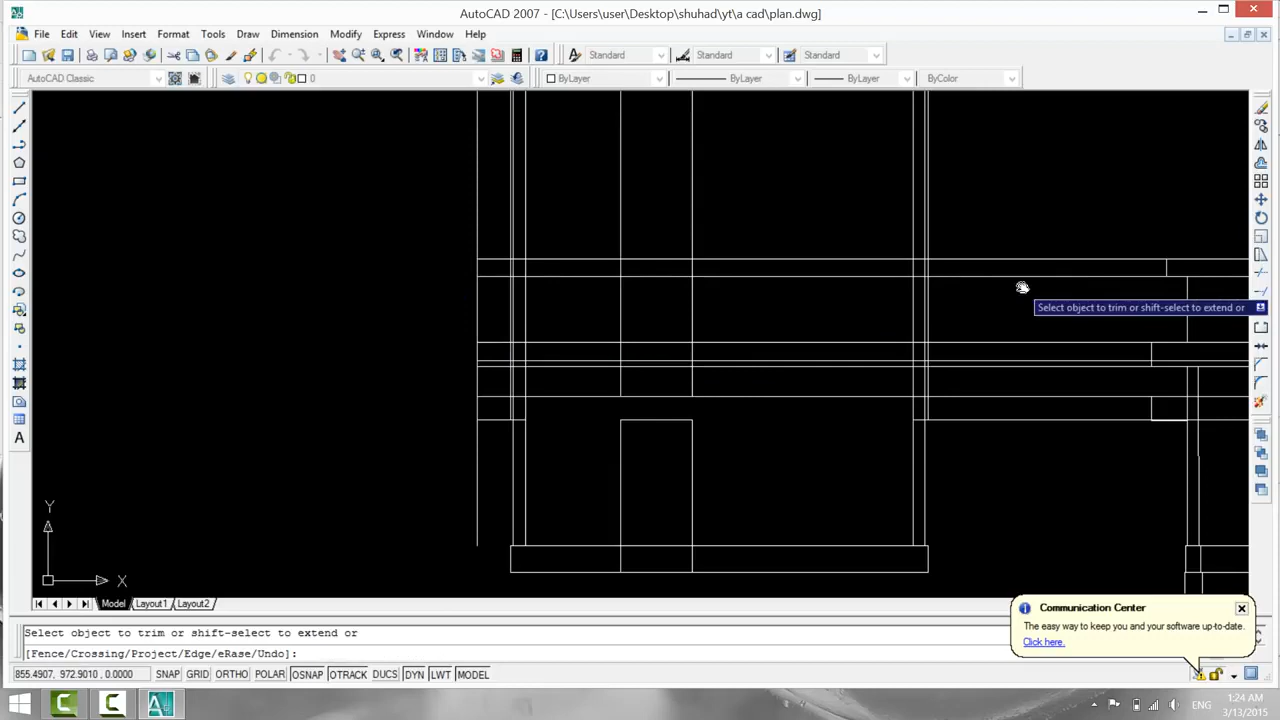 AutoCAD 2007 - [C:\Users\user\Desktop\shuhad\yt\a cad\plan.dwg]
File Edit View Insert Format Tools Draw Dimension Modify Express Window Help
Standard Standard Standard
AutoCAD Classic 0 ByLayer ByLayer ByLayer ByColor
A
Select object to trim or shift-select to extend or
Y
X
Model Layout1 Layout2
Communication Center
The easy way to keep you and your software up-to-date.
Click here.
Select object to trim or shift-select to extend or
[Fence/Crossing/Project/Edge/eRase/Undo]:
855.4907, 972.9010, 0.0000 SNAP GRID ORTHO POLAR OSNAP OTRACK DUCS DYN LWT MODEL
ENG
1:24 AM
3/13/2015